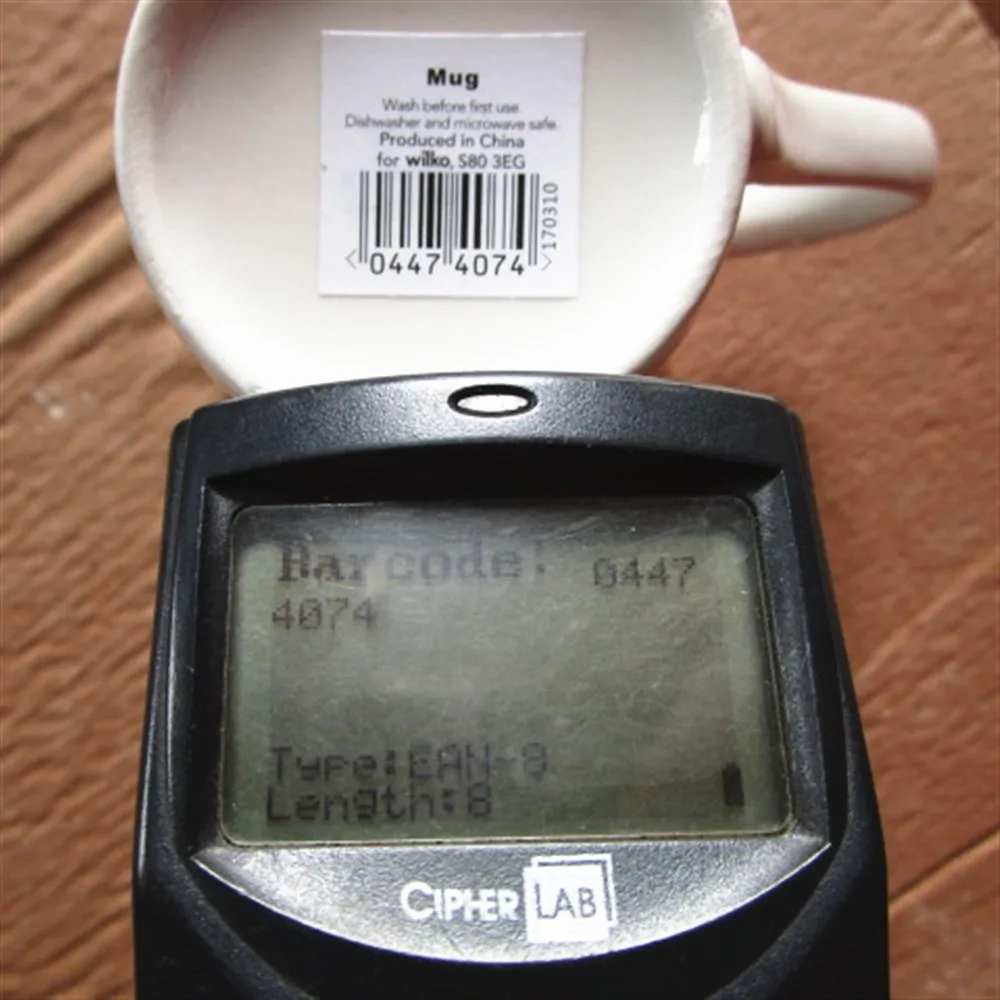 Mug
Wash before first use.
Dishwasher and microwave safe.
Produced in China
for wilko, S80 3EG
170310
<0447 4074>
Barcode: 0447
4074
Type:EAN-8
Length:8
CIPHER LAB